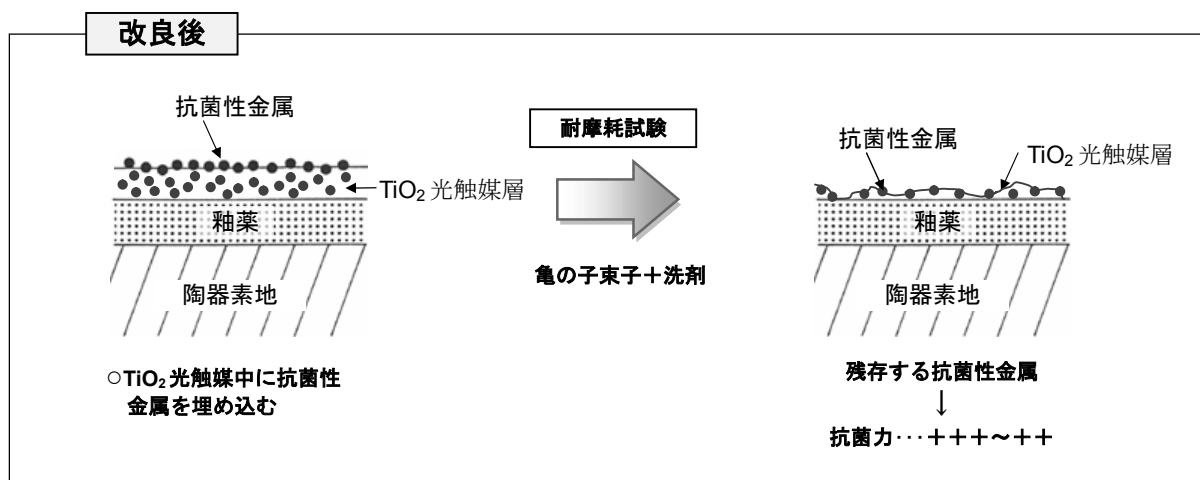 改良後
抗菌性金属
TiO₂ 光触媒層
釉薬
陶器素地
○TiO₂ 光触媒中に抗菌性
金属を埋め込む
耐摩耗試験
亀の子束子＋洗剤
抗菌性金属
TiO₂ 光触媒層
釉薬
陶器素地
残存する抗菌性金属
↓
抗菌力･･･＋＋＋～＋＋